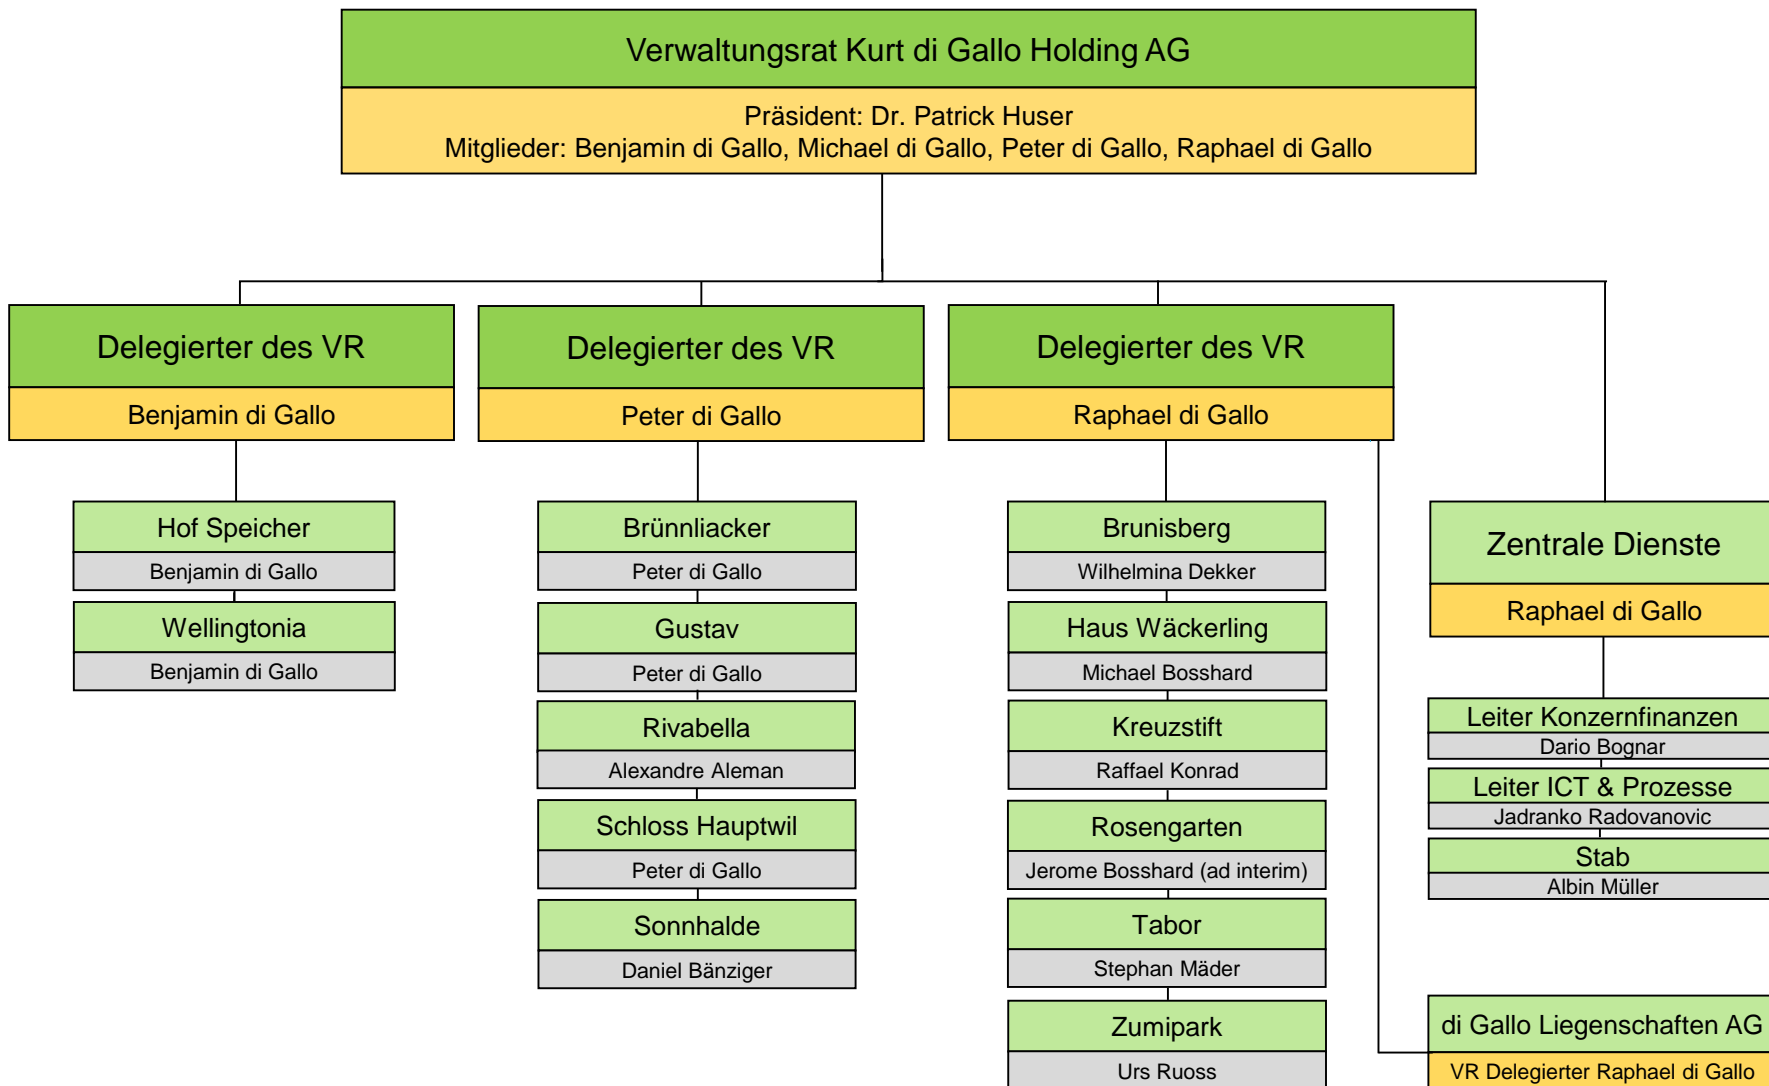 Verwaltungsrat Kurt di Gallo Holding AG
Präsident: Dr. Patrick Huser
Mitglieder: Benjamin di Gallo, Michael di Gallo, Peter di Gallo, Raphael di Gallo
Delegierter des VR
Benjamin di Gallo
Hof Speicher
Benjamin di Gallo
Wellingtonia
Benjamin di Gallo
Delegierter des VR
Peter di Gallo
Brünnliacker
Peter di Gallo
Gustav
Peter di Gallo
Rivabella
Alexandre Aleman
Schloss Hauptwil
Peter di Gallo
Sonnhalde
Daniel Bänziger
Delegierter des VR
Raphael di Gallo
Brunisberg
Wilhelmina Dekker
Haus Wäckerling
Michael Bosshard
Kreuzstift
Raffael Konrad
Rosengarten
Jerome Bosshard (ad interim)
Tabor
Stephan Mäder
Zumipark
Urs Ruoss
Zentrale Dienste
Raphael di Gallo
Leiter Konzernfinanzen
Dario Bognar
Leiter ICT & Prozesse
Jadranko Radovanovic
Stab
Albin Müller
di Gallo Liegenschaften AG
VR Delegierter Raphael di Gallo